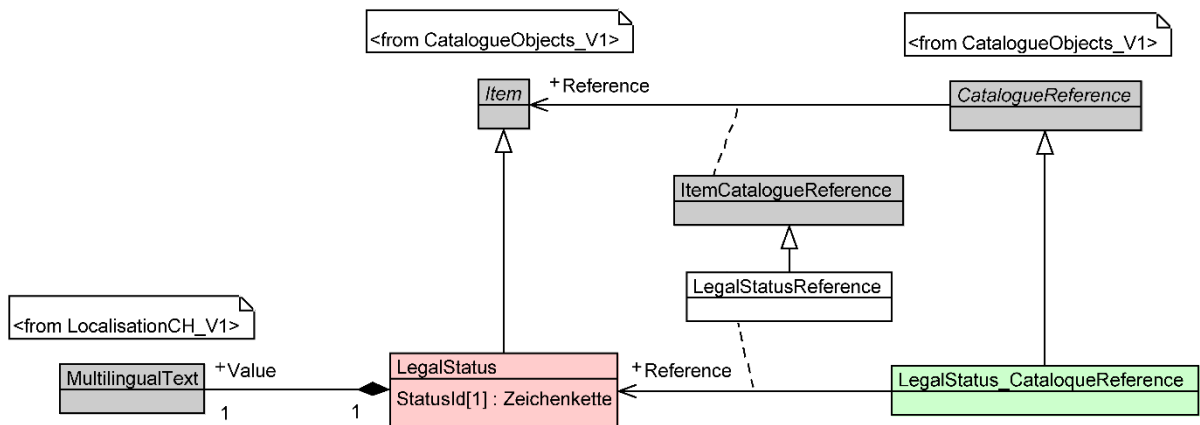 <from CatalogueObjects_V1>
<from CatalogueObjects_V1>
Item
+Reference
CatalogueReference
ItemCatalogueReference
LegalStatusReference
<from LocalisationCH_V1>
MultilingualText
+Value
1
1
LegalStatus
StatusId[1] : Zeichenkette
+Reference
LegalStatus_CataloqueReference